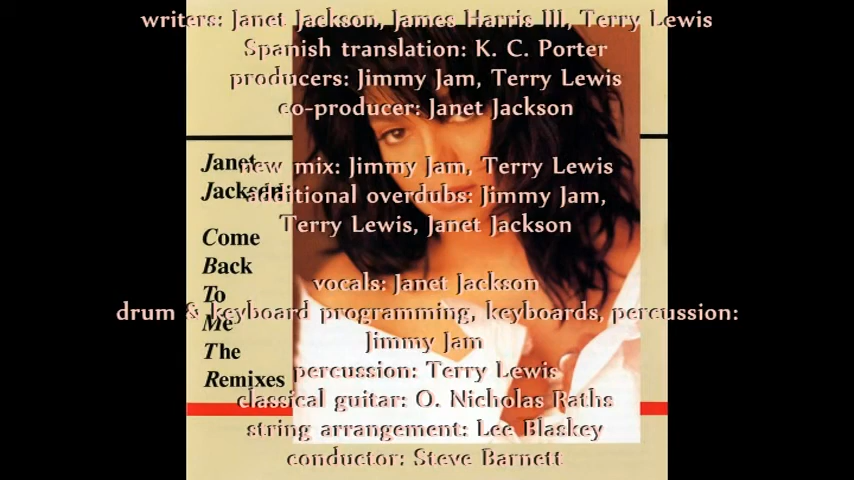 writers: Janet Jackson, James Harris III, Terry Lewis
Spanish translation: K. C. Porter
producers: Jimmy Jam, Terry Lewis
co-producer: Janet Jackson
new mix: Jimmy Jam, Terry Lewis
additional overdubs: Jimmy Jam,
Terry Lewis, Janet Jackson
vocals: Janet Jackson
drum & keyboard programming, keyboards, percussion:
Jimmy Jam
percussion: Terry Lewis
classical guitar: O. Nicholas Raths
string arrangement: Lee Blaskey
conductor: Steve Barnett
Janet
Jackson
Come
Back
To
Me
The
Remixes